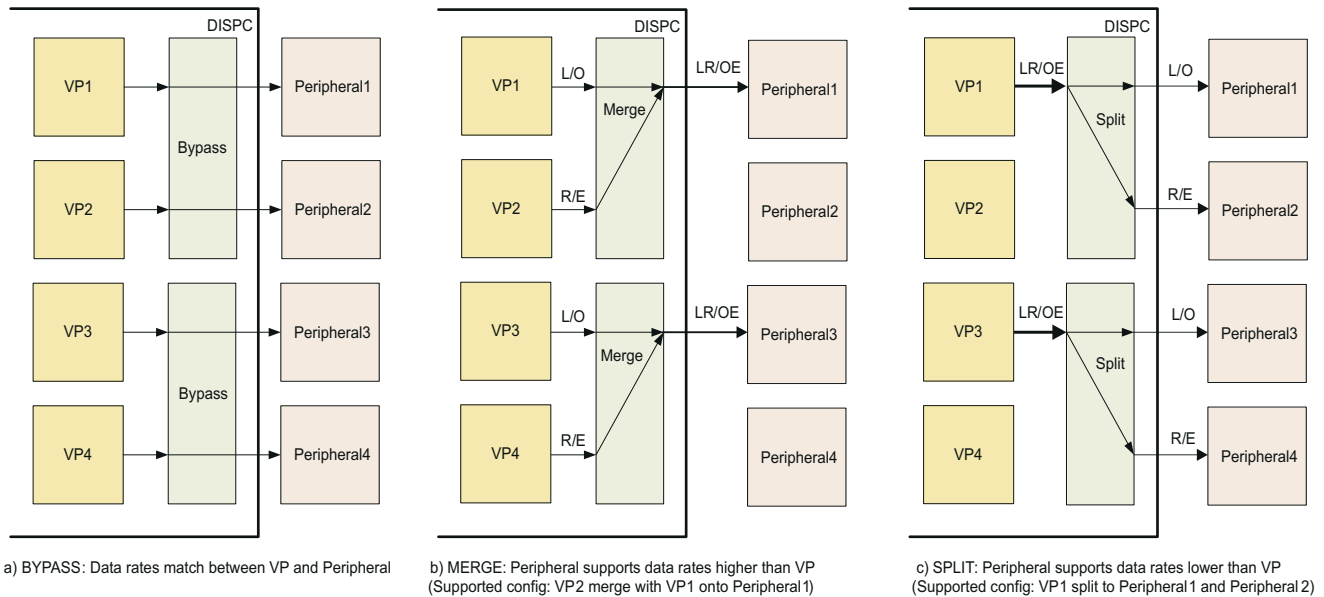 DISPC
VP1
Peripheral1
Bypass
VP2
Peripheral2
VP3
Peripheral3
Bypass
VP4
Peripheral4
a) BYPASS: Data rates match between VP and Peripheral
DISPC
VP1
L/O
Merge
LR/OE
Peripheral1
VP2
R/E
Peripheral2
VP3
L/O
Merge
LR/OE
Peripheral3
VP4
R/E
Peripheral4
b) MERGE: Peripheral supports data rates higher than VP
(Supported config: VP2 merge with VP1 onto Peripheral1)
DISPC
VP1
LR/OE
Split
L/O
Peripheral1
VP2
R/E
Peripheral2
VP3
LR/OE
Split
L/O
Peripheral3
VP4
R/E
Peripheral4
c) SPLIT: Peripheral supports data rates lower than VP
(Supported config: VP1 split to Peripheral1 and Peripheral2)